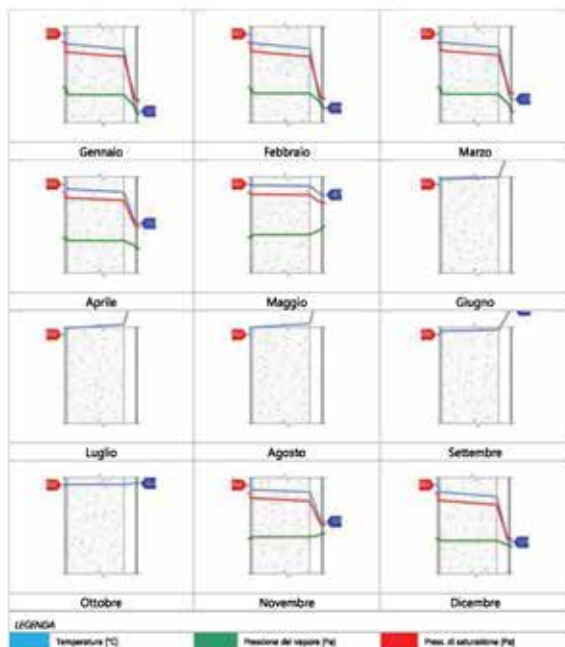 Gennaio Febbraio Marzo
Aprile Maggio Giugno
Luglio Agosto Settembre
Ottobre Novembre Dicembre
LEGENDA
Temperatura [°C] Pressione del vapore [Pa] Press. di saturazione [Pa]